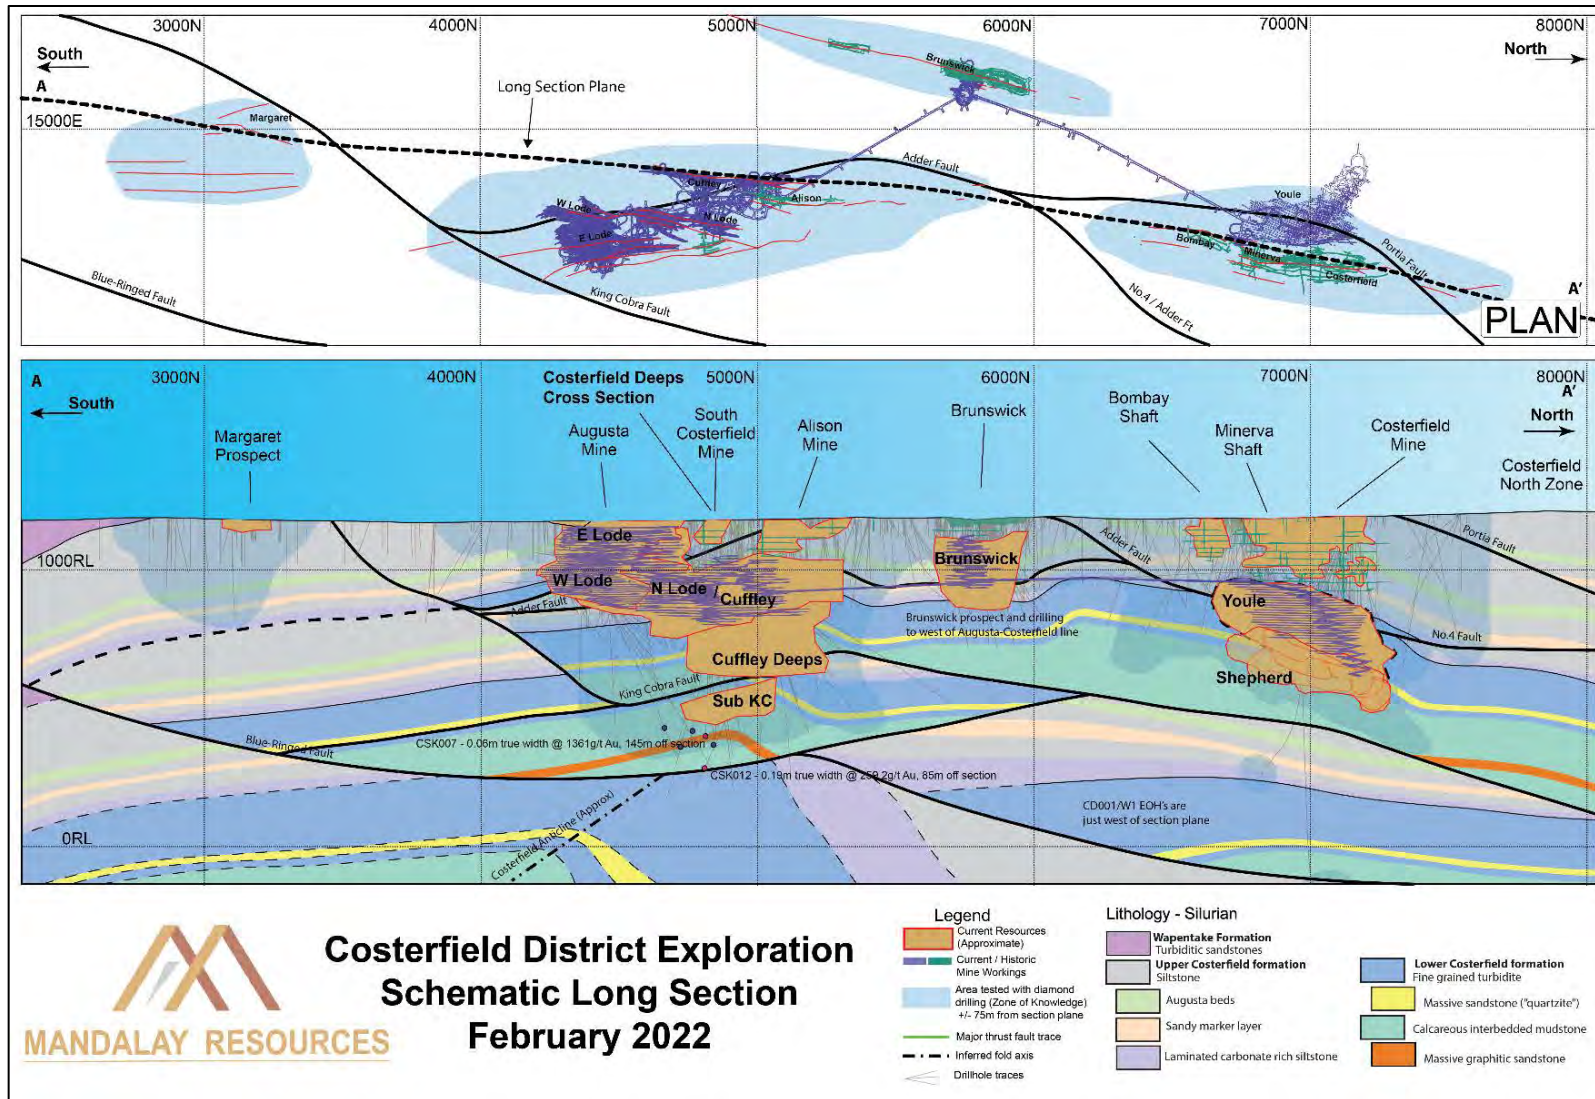 3000N
4000N
5000N
6000N
7000N
8000N
South
North
A
Long Section Plane
15000E
Margaret
Brunswick
Adder Fault
Cuffley
Alison
W Lode
N Lode
E Lode
Youle
Bombay
Minerva
Costerfield
Portia Fault
Blue-Ringed Fault
King Cobra Fault
No.4 / Adder Ft
A'
PLAN
A
3000N
4000N
Costerfield Deeps
Cross Section
5000N
6000N
7000N
8000N
A'
South
North
Margaret
Prospect
Augusta
Mine
South
Costerfield
Mine
Alison
Mine
Brunswick
Bombay
Shaft
Minerva
Shaft
Costerfield
Mine
Costerfield
North Zone
1000RL
E Lode
W Lode
N Lode /
Cuffley
Brunswick
Adder Fault
Portia Fault
Adder Fault
Youle
Brunswick prospect and drilling
to west of Augusta-Costerfield line
No.4 Fault
Cuffley Deeps
Shepherd
King Cobra Fault
Sub KC
Blue-Ringed Fault
CSK007 - 0.06m true width @ 1361g/t Au, 145m off section
CSK012 - 0.19m true width @ 259.2g/t Au, 85m off section
CD001/W1 EOH's are
just west of section plane
0RL
Costerfield Anticline (Approx)
MANDALAY RESOURCES
Costerfield District Exploration
Schematic Long Section
February 2022
Legend
Current Resources
(Approximate)
Current / Historic
Mine Workings
Area tested with diamond
drilling (Zone of Knowledge)
+/- 75m from section plane
Major thrust fault trace
Inferred fold axis
Drillhole traces
Lithology - Silurian
Wapentake Formation
Turbiditic sandstones
Upper Costerfield formation
Siltstone
Augusta beds
Sandy marker layer
Laminated carbonate rich siltstone
Lower Costerfield formation
Fine grained turbidite
Massive sandstone ("quartzite")
Calcareous interbedded mudstone
Massive graphitic sandstone